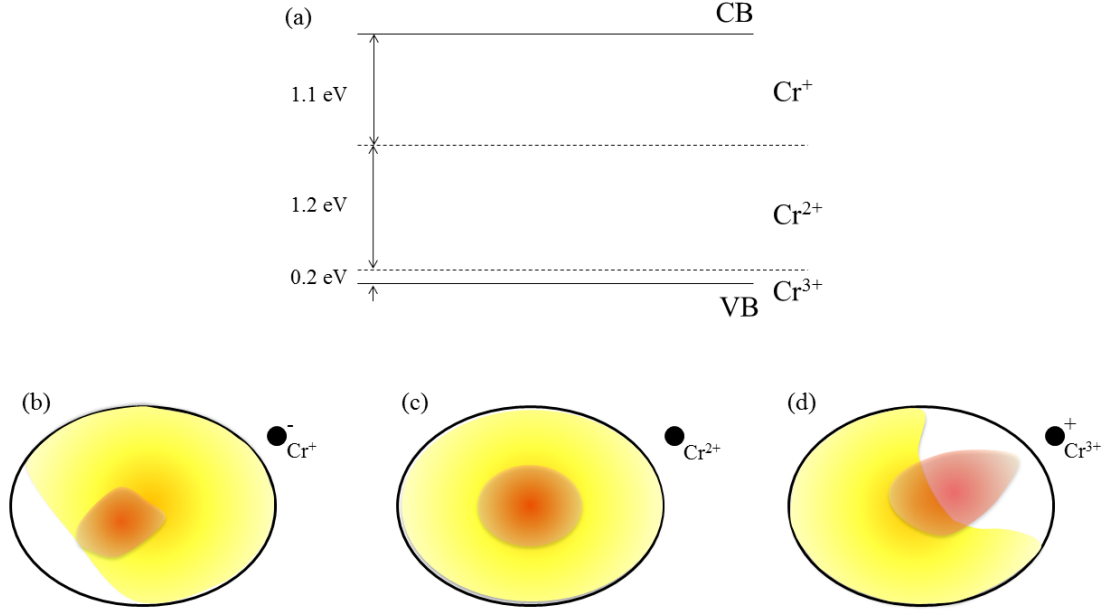 (a)
CB
1.1 eV
Cr⁺
1.2 eV
Cr²⁺
0.2 eV
Cr³⁺
VB
(b)
(c)
(d)
-
Cr⁺
Cr²⁺
+
Cr³⁺